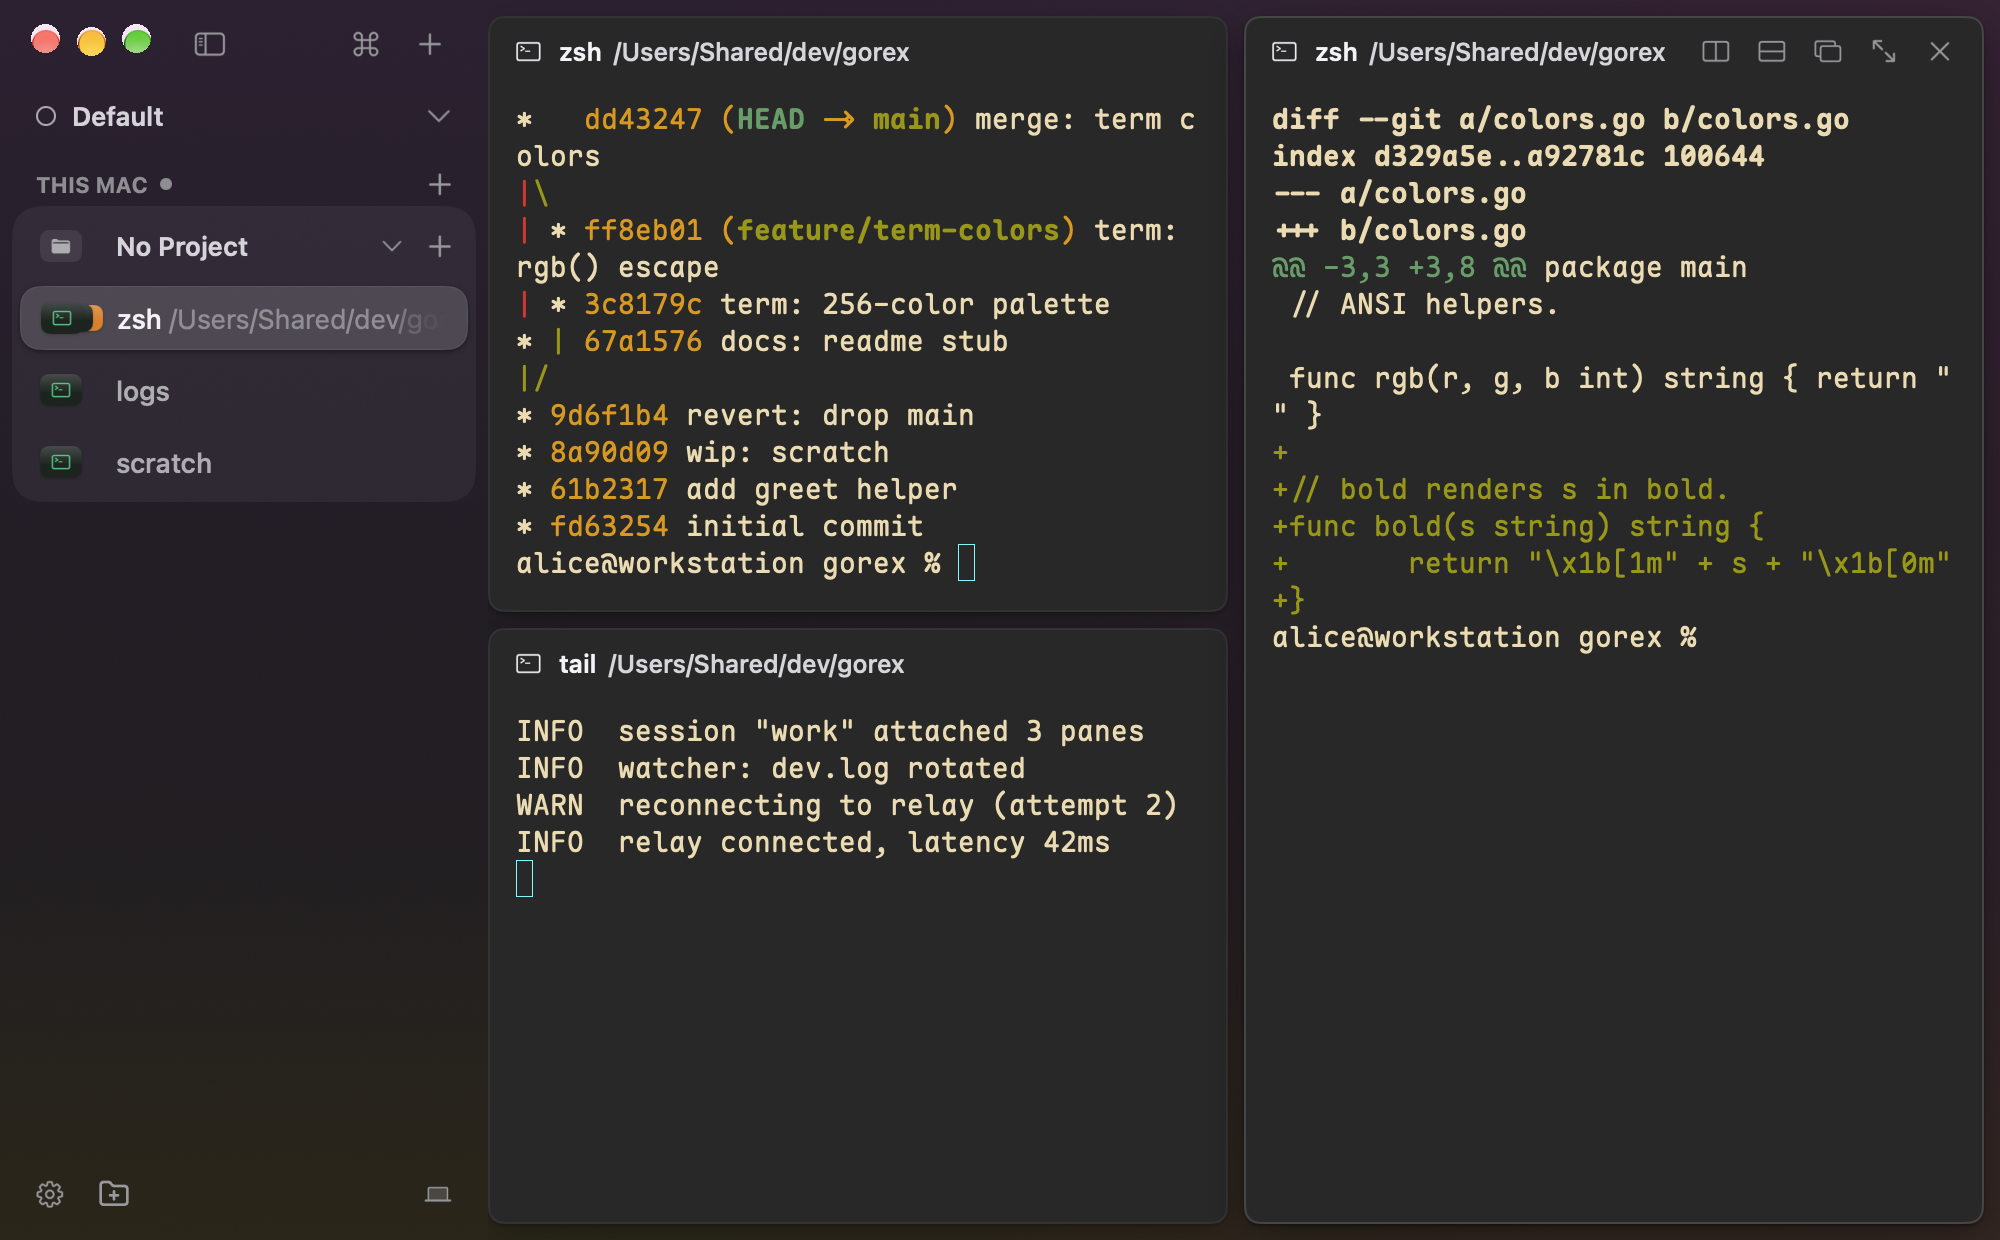 Default
THIS MAC
No Project
zsh /Users/Shared/dev/go
logs
scratch
zsh /Users/Shared/dev/gorex
*   dd43247 (HEAD -> main) merge: term c
olors
|\
| * ff8eb01 (feature/term-colors) term:
rgb() escape
| * 3c8179c term: 256-color palette
* | 67a1576 docs: readme stub
|/
* 9d6f1b4 revert: drop main
* 8a90d09 wip: scratch
* 61b2317 add greet helper
* fd63254 initial commit
alice@workstation gorex %
tail /Users/Shared/dev/gorex
INFO  session "work" attached 3 panes
INFO  watcher: dev.log rotated
WARN  reconnecting to relay (attempt 2)
INFO  relay connected, latency 42ms
zsh /Users/Shared/dev/gorex
diff --git a/colors.go b/colors.go
index d329a5e..a92781c 100644
--- a/colors.go
+++ b/colors.go
@@ -3,3 +3,8 @@ package main
 // ANSI helpers.
 func rgb(r, g, b int) string { return "
" }
+
+// bold renders s in bold.
+func bold(s string) string {
+       return "\x1b[1m" + s + "\x1b[0m"
+}
alice@workstation gorex %